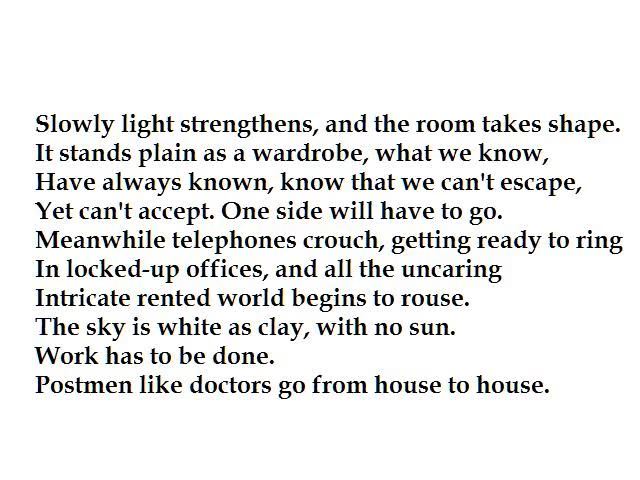 Slowly light strengthens, and the room takes shape.
It stands plain as a wardrobe, what we know,
Have always known, know that we can't escape,
Yet can't accept. One side will have to go.
Meanwhile telephones crouch, getting ready to ring
In locked-up offices, and all the uncaring
Intricate rented world begins to rouse.
The sky is white as clay, with no sun.
Work has to be done.
Postmen like doctors go from house to house.